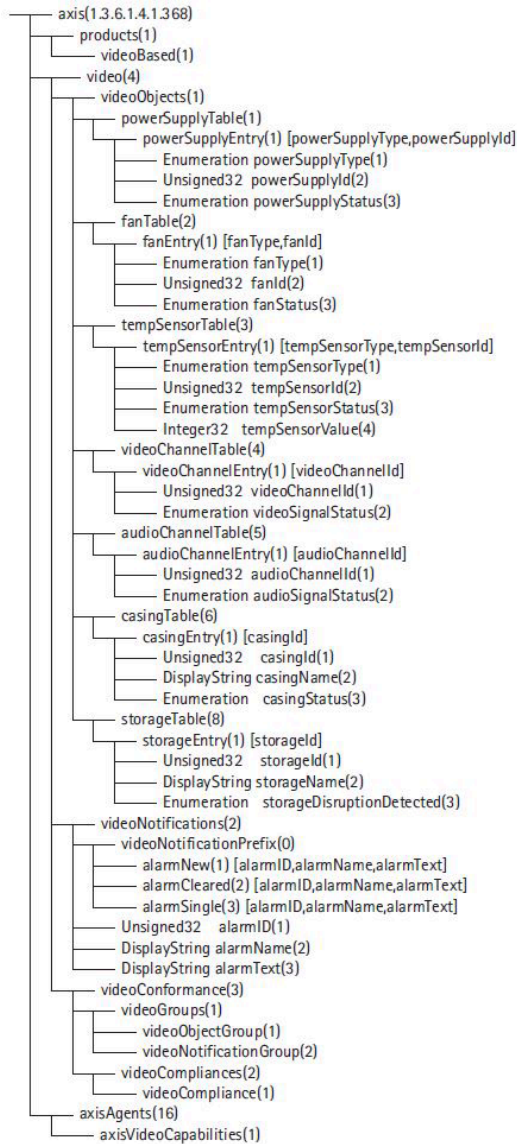 axis(1.3.6.1.4.1.368)
products(1)
videoBased(1)
video(4)
videoObjects(1)
powerSupplyTable(1)
powerSupplyEntry(1) [powerSupplyType,powerSupplyId]
Enumeration powerSupplyType(1)
Unsigned32 powerSupplyId(2)
Enumeration powerSupplyStatus(3)
fanTable(2)
fanEntry(1) [fanType,fanId]
Enumeration fanType(1)
Unsigned32 fanId(2)
Enumeration fanStatus(3)
tempSensorTable(3)
tempSensorEntry(1) [tempSensorType,tempSensorId]
Enumeration tempSensorType(1)
Unsigned32 tempSensorId(2)
Enumeration tempSensorStatus(3)
Integer32 tempSensorValue(4)
videoChannelTable(4)
videoChannelEntry(1) [videoChannelId]
Unsigned32 videoChannelId(1)
Enumeration videoSignalStatus(2)
audioChannelTable(5)
audioChannelEntry(1) [audioChannelId]
Unsigned32 audioChannelId(1)
Enumeration audioSignalStatus(2)
casingTable(6)
casingEntry(1) [casingId]
Unsigned32 casingId(1)
DisplayString casingName(2)
Enumeration casingStatus(3)
storageTable(8)
storageEntry(1) [storageId]
Unsigned32 storageId(1)
DisplayString storageName(2)
Enumeration storageDisruptionDetected(3)
videoNotifications(2)
videoNotificationPrefix(0)
alarmNew(1) [alarmID,alarmName,alarmText]
alarmCleared(2) [alarmID,alarmName,alarmText]
alarmSingle(3) [alarmID,alarmName,alarmText]
Unsigned32 alarmID(1)
DisplayString alarmName(2)
DisplayString alarmText(3)
videoConformance(3)
videoGroups(1)
videoObjectGroup(1)
videoNotificationGroup(2)
videoCompliances(2)
videoCompliance(1)
axisAgents(16)
axisVideoCapabilities(1)